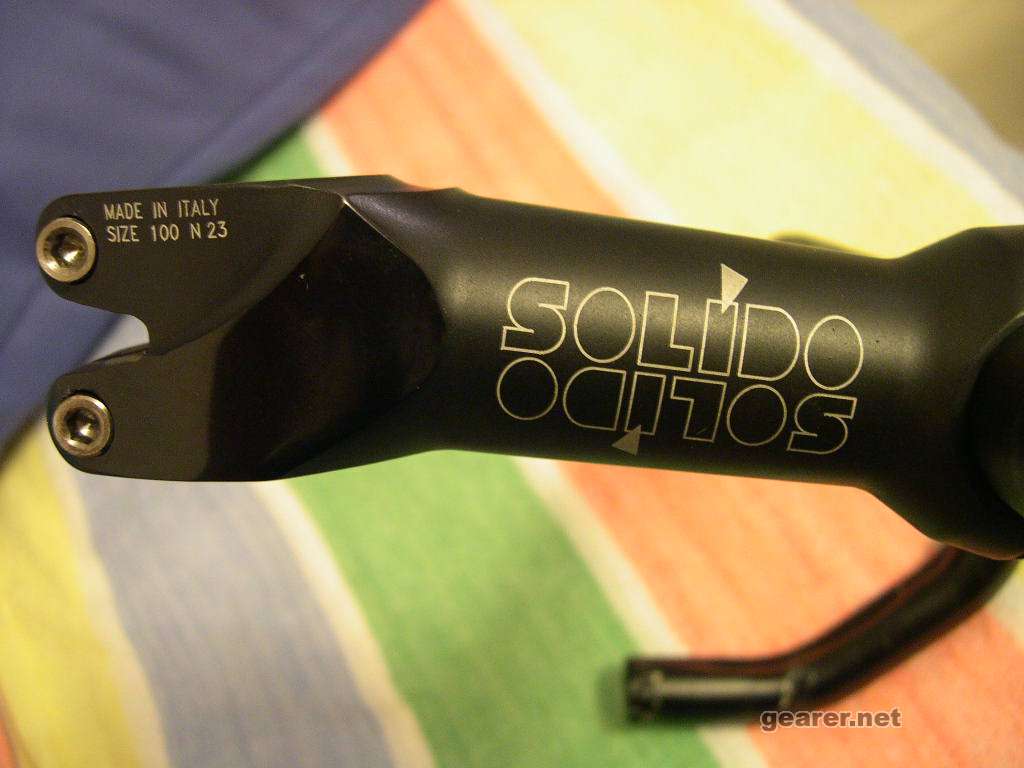 MADE IN ITALY
SIZE 100 N 23
SOLIDO
SOLIDO
gearer.net